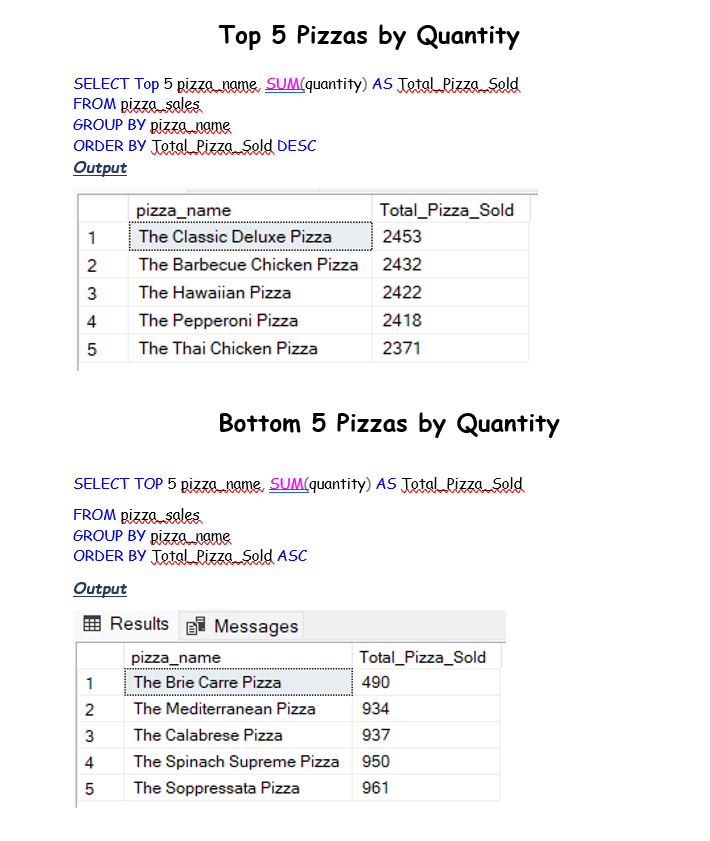 Top 5 Pizzas by Quantity
SELECT Top 5 pizza_name, SUM(quantity) AS Total_Pizza_Sold
FROM pizza_sales
GROUP BY pizza_name
ORDER BY Total_Pizza_Sold DESC
Output
pizza_name Total_Pizza_Sold
1 The Classic Deluxe Pizza 2453
2 The Barbecue Chicken Pizza 2432
3 The Hawaiian Pizza 2422
4 The Pepperoni Pizza 2418
5 The Thai Chicken Pizza 2371
Bottom 5 Pizzas by Quantity
SELECT TOP 5 pizza_name, SUM(quantity) AS Total_Pizza_Sold
FROM pizza_sales
GROUP BY pizza_name
ORDER BY Total_Pizza_Sold ASC
Output
Results Messages
pizza_name Total_Pizza_Sold
1 The Brie Carre Pizza 490
2 The Mediterranean Pizza 934
3 The Calabrese Pizza 937
4 The Spinach Supreme Pizza 950
5 The Soppressata Pizza 961